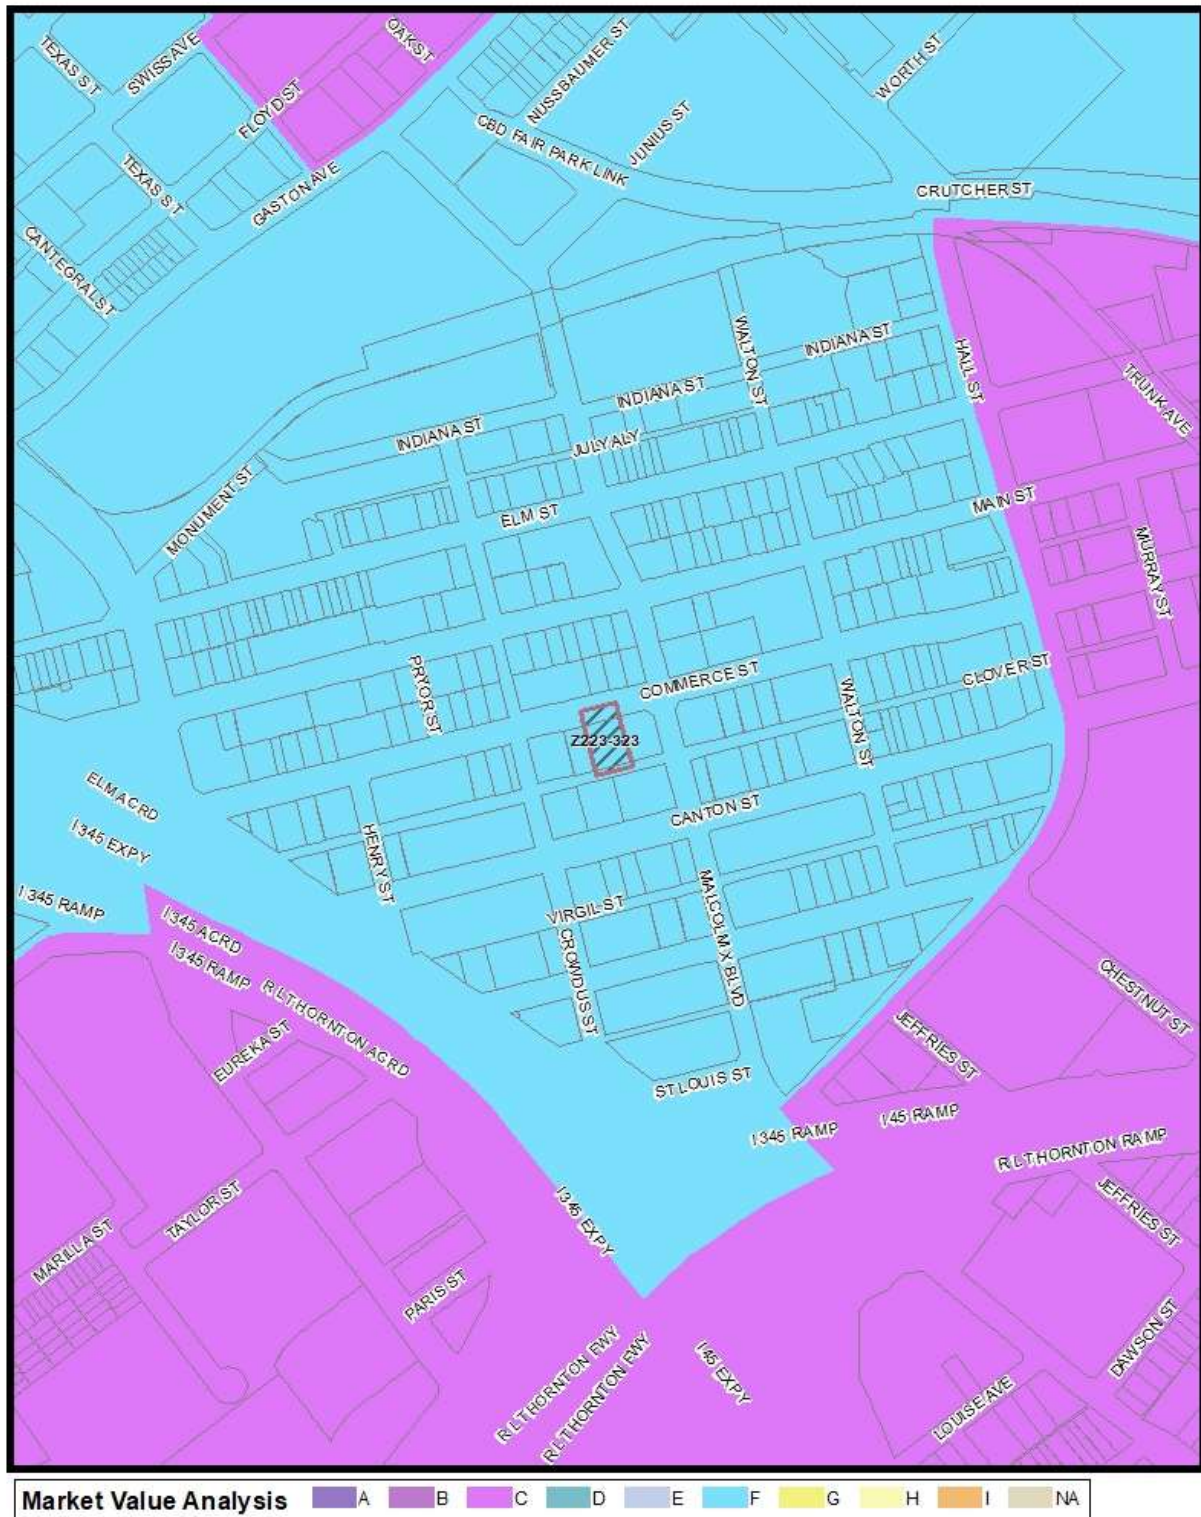 TEXAS ST
SWISS AVE
OAK ST
NUSSBAUMER ST
WORTH ST
FLOYD ST
CBD FAIR PARK LINK
JUNIUS ST
TEXAS ST
GASTON AVE
CRUTCHER ST
CANTEGRAL ST
WALTON ST
INDIANA ST
HALL ST
INDIANA ST
TRUNK AVE
INDIANA ST
JULY ALY
MONUMENT ST
ELM ST
MAIN ST
MURRAY ST
PRYOR ST
COMMERCE ST
CLOVER ST
WALTON ST
Z223-323
ELM ACRD
I 345 EXPY
CANTON ST
HENRY ST
I 345 RAMP
I 345 ACRD
VIRGIL ST
MALCOLM X BLVD
I 345 RAMP
CROWDUS ST
R L THORNTON ACRD
CHESTNUT ST
EUREKA ST
JEFFRIES ST
ST LOUIS ST
I 345 RAMP
I 45 RAMP
R L THORNTON RAMP
TAYLOR ST
I 345 EXPY
JEFFRIES ST
MARILLA ST
PARIS ST
R L THORNTON FWY
R L THORNTON FWY
I 45 EXPY
DAWSON ST
LOUISE AVE
Market Value Analysis A B C D E F G H I NA